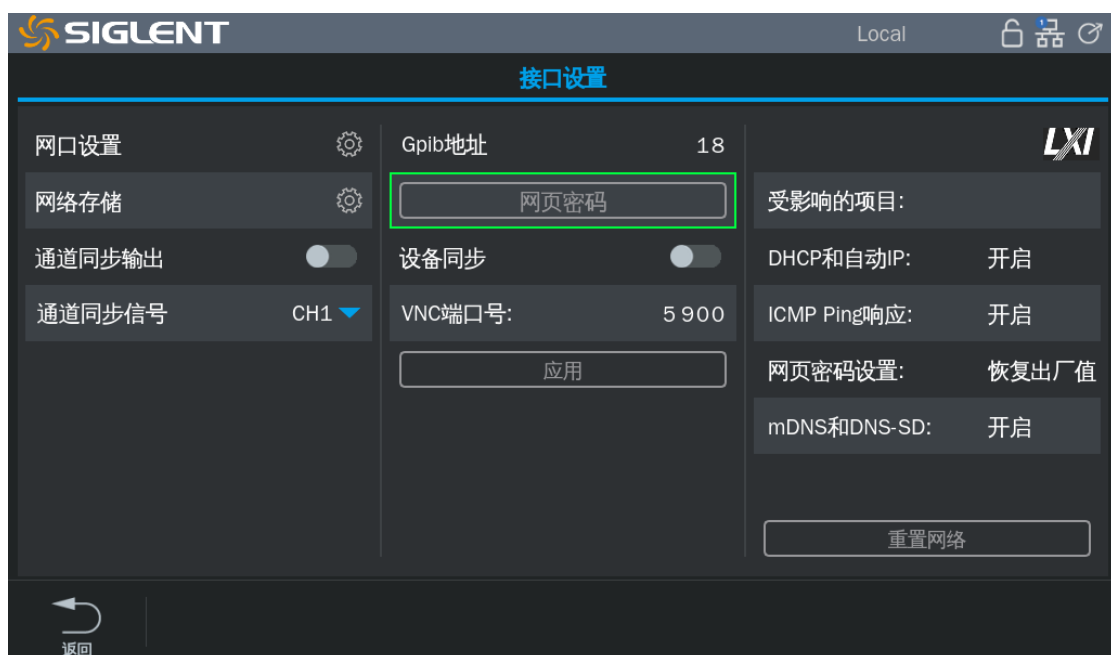 SIGLENT
Local
1
接口设置
网口设置
网络存储
通道同步输出
通道同步信号 CH1
Gpib地址 18
网页密码
设备同步
VNC端口号: 5900
应用
LXI
受影响的项目:
DHCP和自动IP: 开启
ICMP Ping响应: 开启
网页密码设置: 恢复出厂值
mDNS和DNS-SD: 开启
重置网络
返回